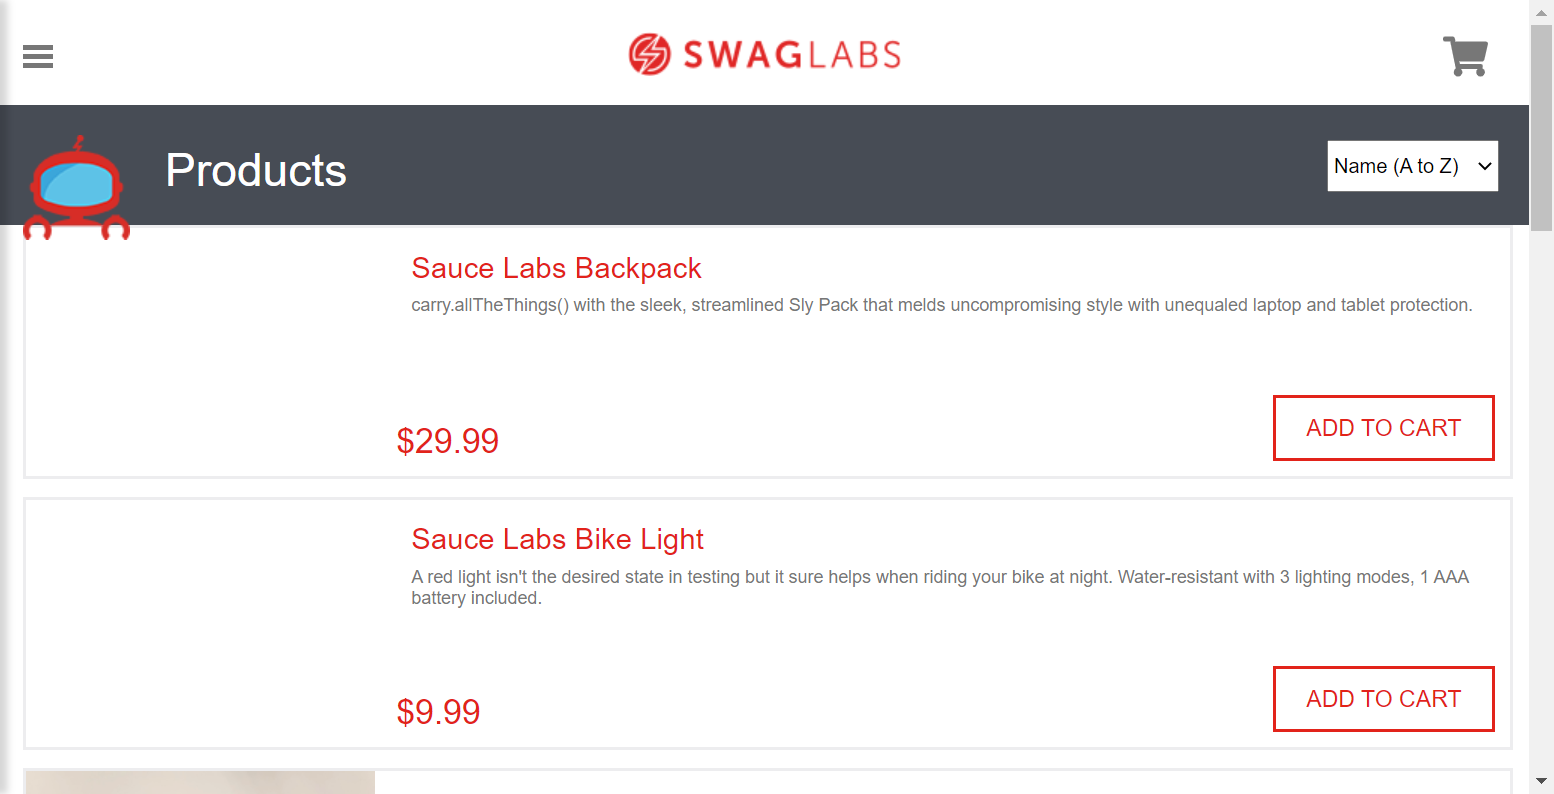 SWAGLABS
Products
Name (A to Z)
Sauce Labs Backpack
carry.allTheThings() with the sleek, streamlined Sly Pack that melds uncompromising style with unequaled laptop and tablet protection.
$29.99
ADD TO CART
Sauce Labs Bike Light
A red light isn't the desired state in testing but it sure helps when riding your bike at night. Water-resistant with 3 lighting modes, 1 AAA
battery included.
$9.99
ADD TO CART